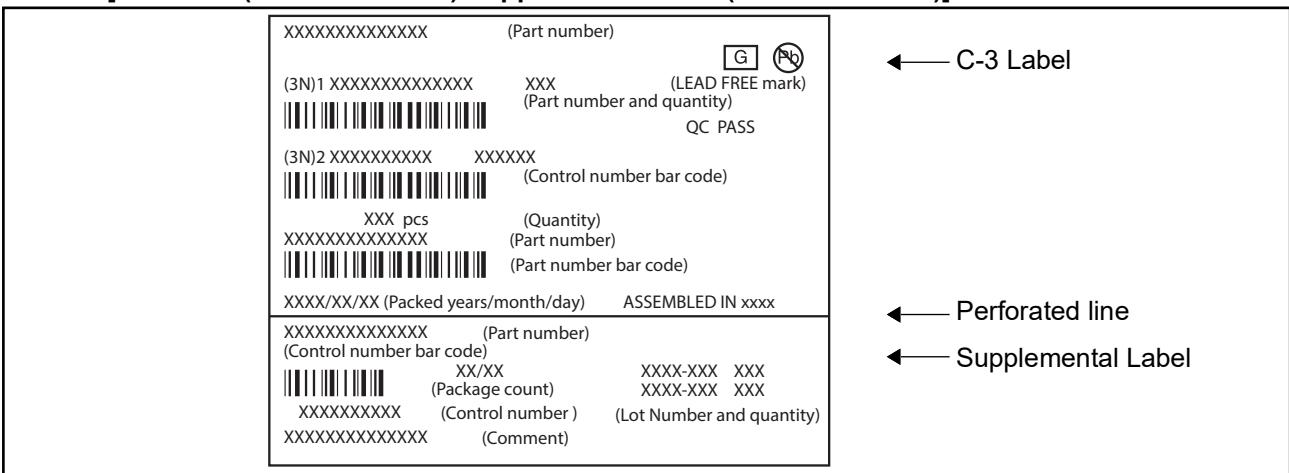 XXXXXXXXXXXXXX (Part number)
G Pb
C-3 Label
(3N)1 XXXXXXXXXXXXXX XXX (LEAD FREE mark)
(Part number and quantity)
QC PASS
(3N)2 XXXXXXXXXX XXXXXX
(Control number bar code)
XXX pcs (Quantity)
XXXXXXXXXXXXXX (Part number)
(Part number bar code)
XXXX/XX/XX (Packed years/month/day) ASSEMBLED IN xxxx
Perforated line
XXXXXXXXXXXXXX (Part number)
(Control number bar code)
Supplemental Label
XX/XX XXXX-XXX XXX
(Package count) XXXX-XXX XXX
XXXXXXXXXX (Control number ) (Lot Number and quantity)
XXXXXXXXXXXXXX (Comment)